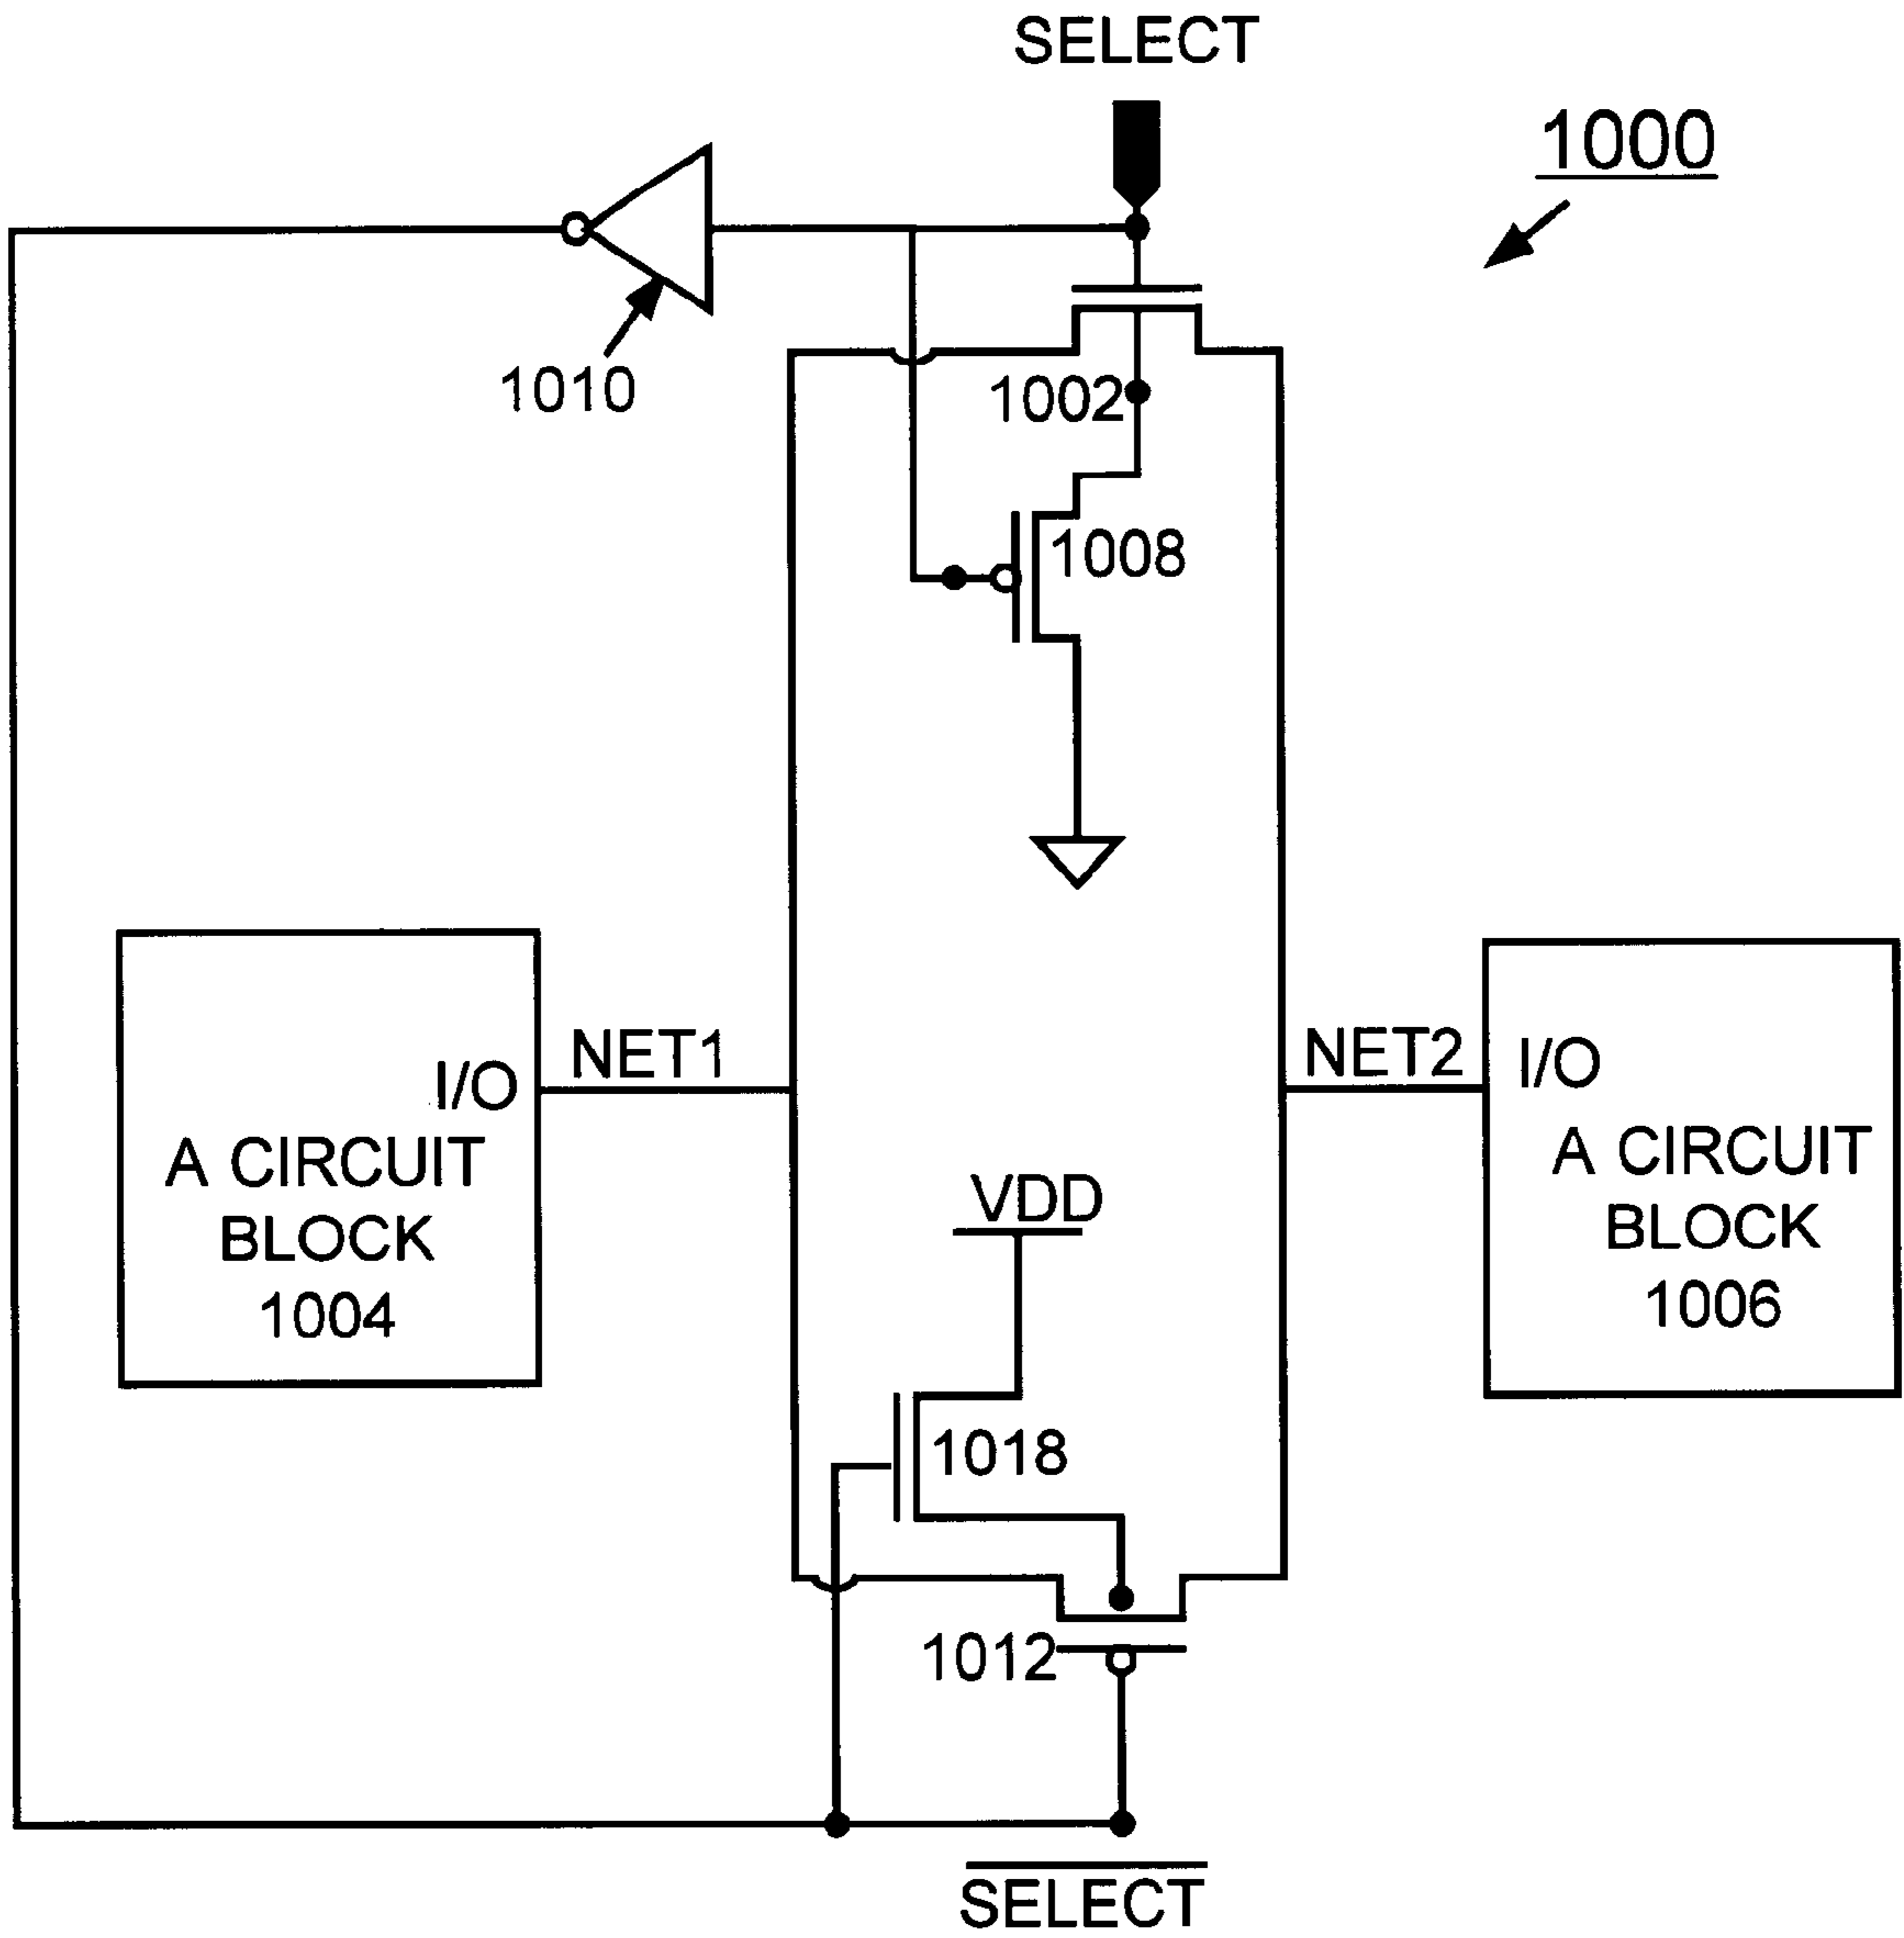 SELECT
1000
1010
1002
1008
NET1
NET2
I/O
A CIRCUIT
BLOCK
1004
I/O
A CIRCUIT
BLOCK
1006
VDD
1018
1012
SELECT